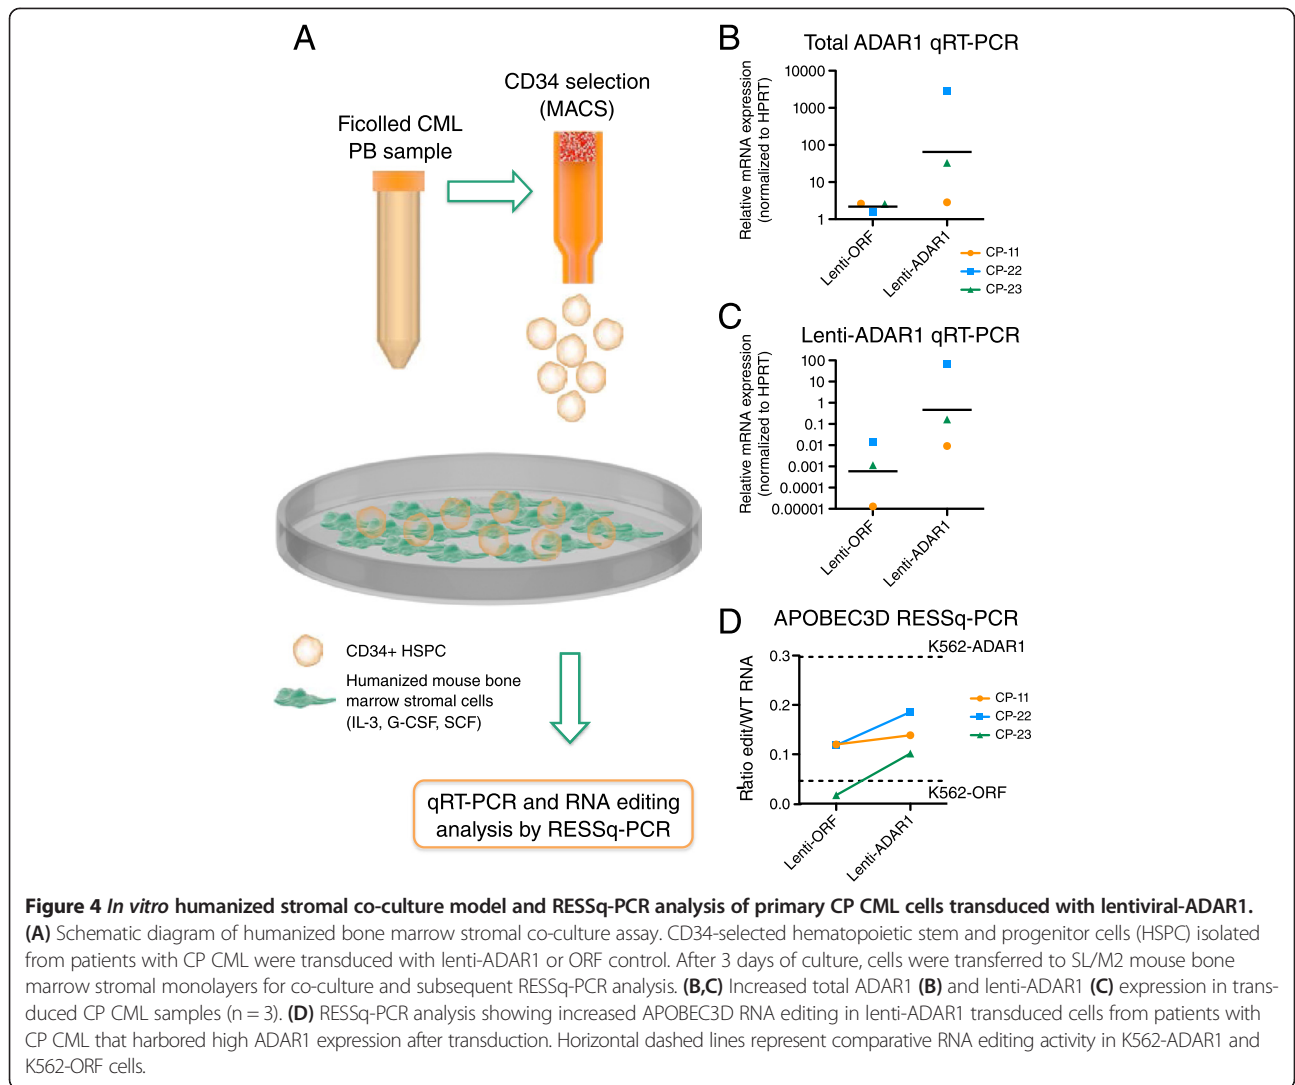 A
Ficolled CML
PB sample
CD34 selection
(MACS)
CD34+ HSPC
Humanized mouse bone
marrow stromal cells
(IL-3, G-CSF, SCF)
qRT-PCR and RNA editing
analysis by RESSq-PCR
B
Total ADAR1 qRT-PCR
Relative mRNA expression
(normalized to HPRT)
10000
1000
100
10
1
Lenti-ORF
Lenti-ADAR1
CP-11
CP-22
CP-23
C
Lenti-ADAR1 qRT-PCR
Relative mRNA expression
(normalized to HPRT)
100
10
1
0.1
0.01
0.001
0.0001
0.00001
Lenti-ORF
Lenti-ADAR1
D
APOBEC3D RESSq-PCR
Ratio edit/WT RNA
0.3
0.2
0.1
0.0
K562-ADAR1
K562-ORF
Lenti-ORF
Lenti-ADAR1
CP-11
CP-22
CP-23
Figure 4 In vitro humanized stromal co-culture model and RESSq-PCR analysis of primary CP CML cells transduced with lentiviral-ADAR1.
(A) Schematic diagram of humanized bone marrow stromal co-culture assay. CD34-selected hematopoietic stem and progenitor cells (HSPC) isolated
from patients with CP CML were transduced with lenti-ADAR1 or ORF control. After 3 days of culture, cells were transferred to SL/M2 mouse bone
marrow stromal monolayers for co-culture and subsequent RESSq-PCR analysis. (B,C) Increased total ADAR1 (B) and lenti-ADAR1 (C) expression in trans-
duced CP CML samples (n = 3). (D) RESSq-PCR analysis showing increased APOBEC3D RNA editing in lenti-ADAR1 transduced cells from patients with
CP CML that harbored high ADAR1 expression after transduction. Horizontal dashed lines represent comparative RNA editing activity in K562-ADAR1 and
K562-ORF cells.